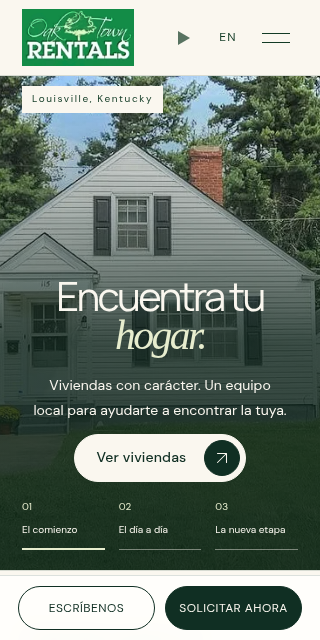 Oak Town
RENTALS
EN
Louisville, Kentucky
115
Encuentra tu
hogar.
Viviendas con carácter. Un equipo
local para ayudarte a encontrar la tuya.
Ver viviendas
01
02
03
El comienzo
El día a día
La nueva etapa
ESCRÍBENOS
SOLICITAR AHORA